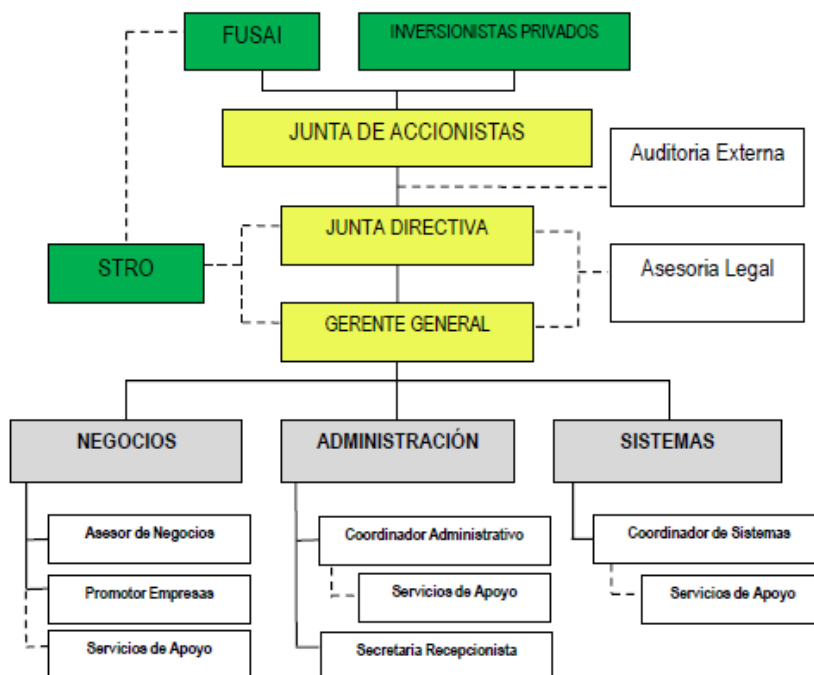 FUSAI
INVERSIONISTAS PRIVADOS
JUNTA DE ACCIONISTAS
Auditoria Externa
JUNTA DIRECTIVA
STRO
Asesoria Legal
GERENTE GENERAL
NEGOCIOS
ADMINISTRACIÓN
SISTEMAS
Asesor de Negocios
Promotor Empresas
Servicios de Apoyo
Coordinador Administrativo
Servicios de Apoyo
Secretaria Recepcionista
Coordinador de Sistemas
Servicios de Apoyo